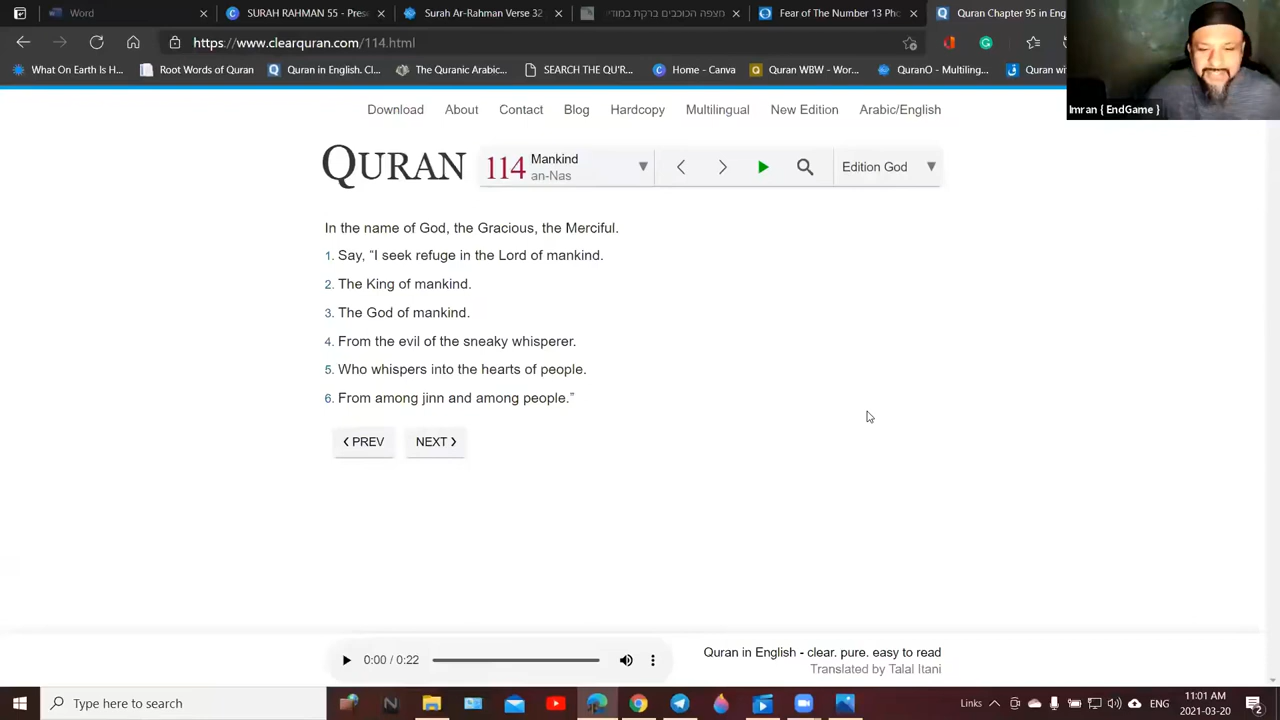 Word
SURAH RAHMAN 55 - Pres
Surah Ar-Rahman Verse 32
מצפה הכוכבים ברקת במודי
Fear of The Number 13 Pho
Quran Chapter 95 in Eng
https://www.clearquran.com/114.html
What On Earth Is H...
Root Words of Quran
Quran in English. Cl...
The Quranic Arabic...
SEARCH THE QU'R...
Home - Canva
Quran WBW - Wor...
QuranO - Multiling...
Quran wi
Imran { EndGame }
Download About Contact Blog Hardcopy Multilingual New Edition Arabic/English
QURAN
114 Mankind
an-Nas
Edition God
In the name of God, the Gracious, the Merciful.
1. Say, “I seek refuge in the Lord of mankind.
2. The King of mankind.
3. The God of mankind.
4. From the evil of the sneaky whisperer.
5. Who whispers into the hearts of people.
6. From among jinn and among people.”
PREV NEXT
0:00 / 0:22
Quran in English - clear. pure. easy to read
Translated by Talal Itani
Type here to search
Links
ENG
11:01 AM
2021-03-20
2